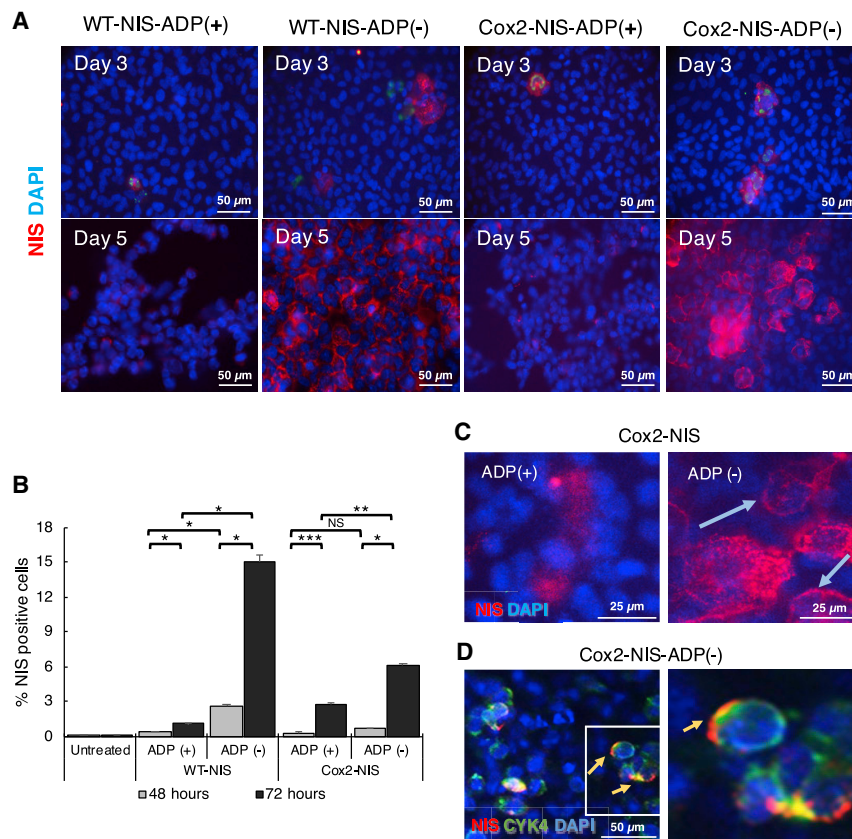 A
WT-NIS-ADP(+) WT-NIS-ADP(-) Cox2-NIS-ADP(+) Cox2-NIS-ADP(-)
NIS DAPI
Day 3 Day 3 Day 3 Day 3
50 µm 50 µm 50 µm 50 µm
Day 5 Day 5 Day 5 Day 5
50 µm 50 µm 50 µm 50 µm
B
% NIS positive cells
18
15
12
9
6
3
0
* ** 
* NS
* * *** *
Untreated ADP (+) ADP (-) ADP (+) ADP (-)
WT-NIS Cox2-NIS
48 hours 72 hours
C
Cox2-NIS
ADP(+) ADP (-)
NIS DAPI
25 µm 25 µm
D
Cox2-NIS-ADP(-)
NIS CYK4 DAPI
50 µm